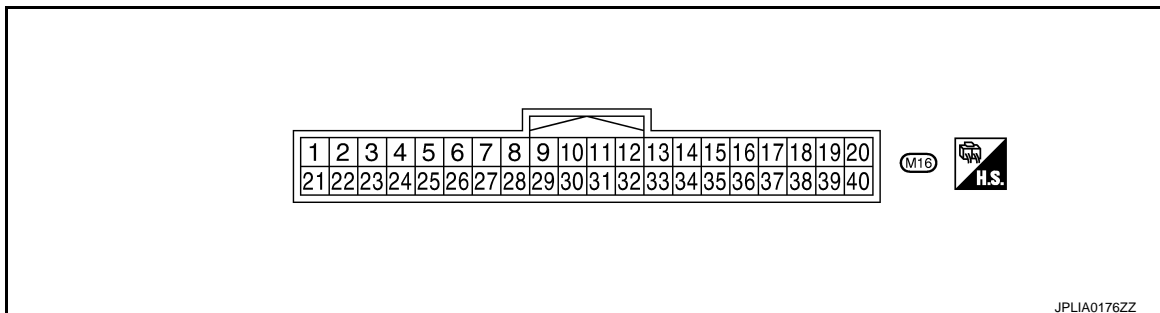 1 2 3 4 5 6 7 8 9 10 11 12 13 14 15 16 17 18 19 20
21 22 23 24 25 26 27 28 29 30 31 32 33 34 35 36 37 38 39 40
M16
H.S.
JPLIA0176ZZ